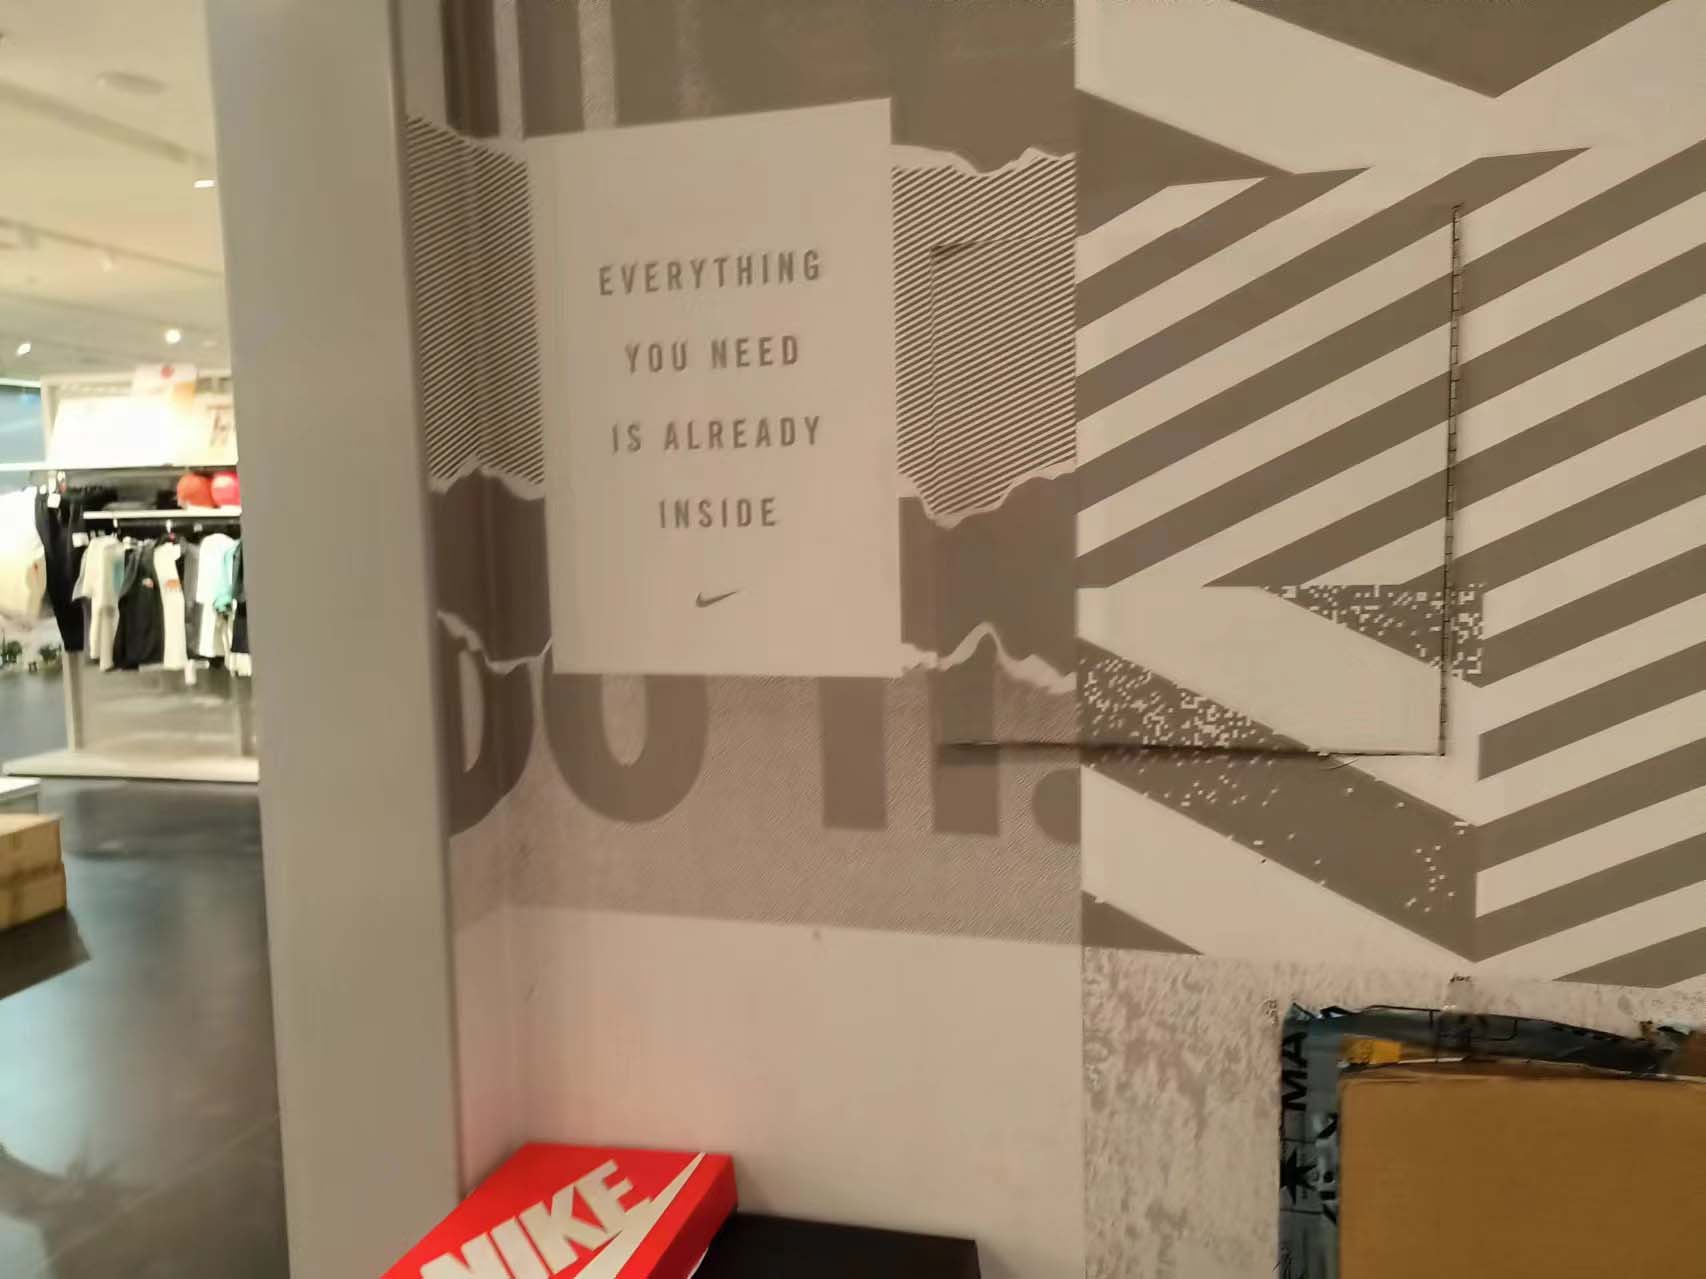 EVERYTHING
YOU NEED
IS ALREADY
INSIDE
DO IT.
NIKE